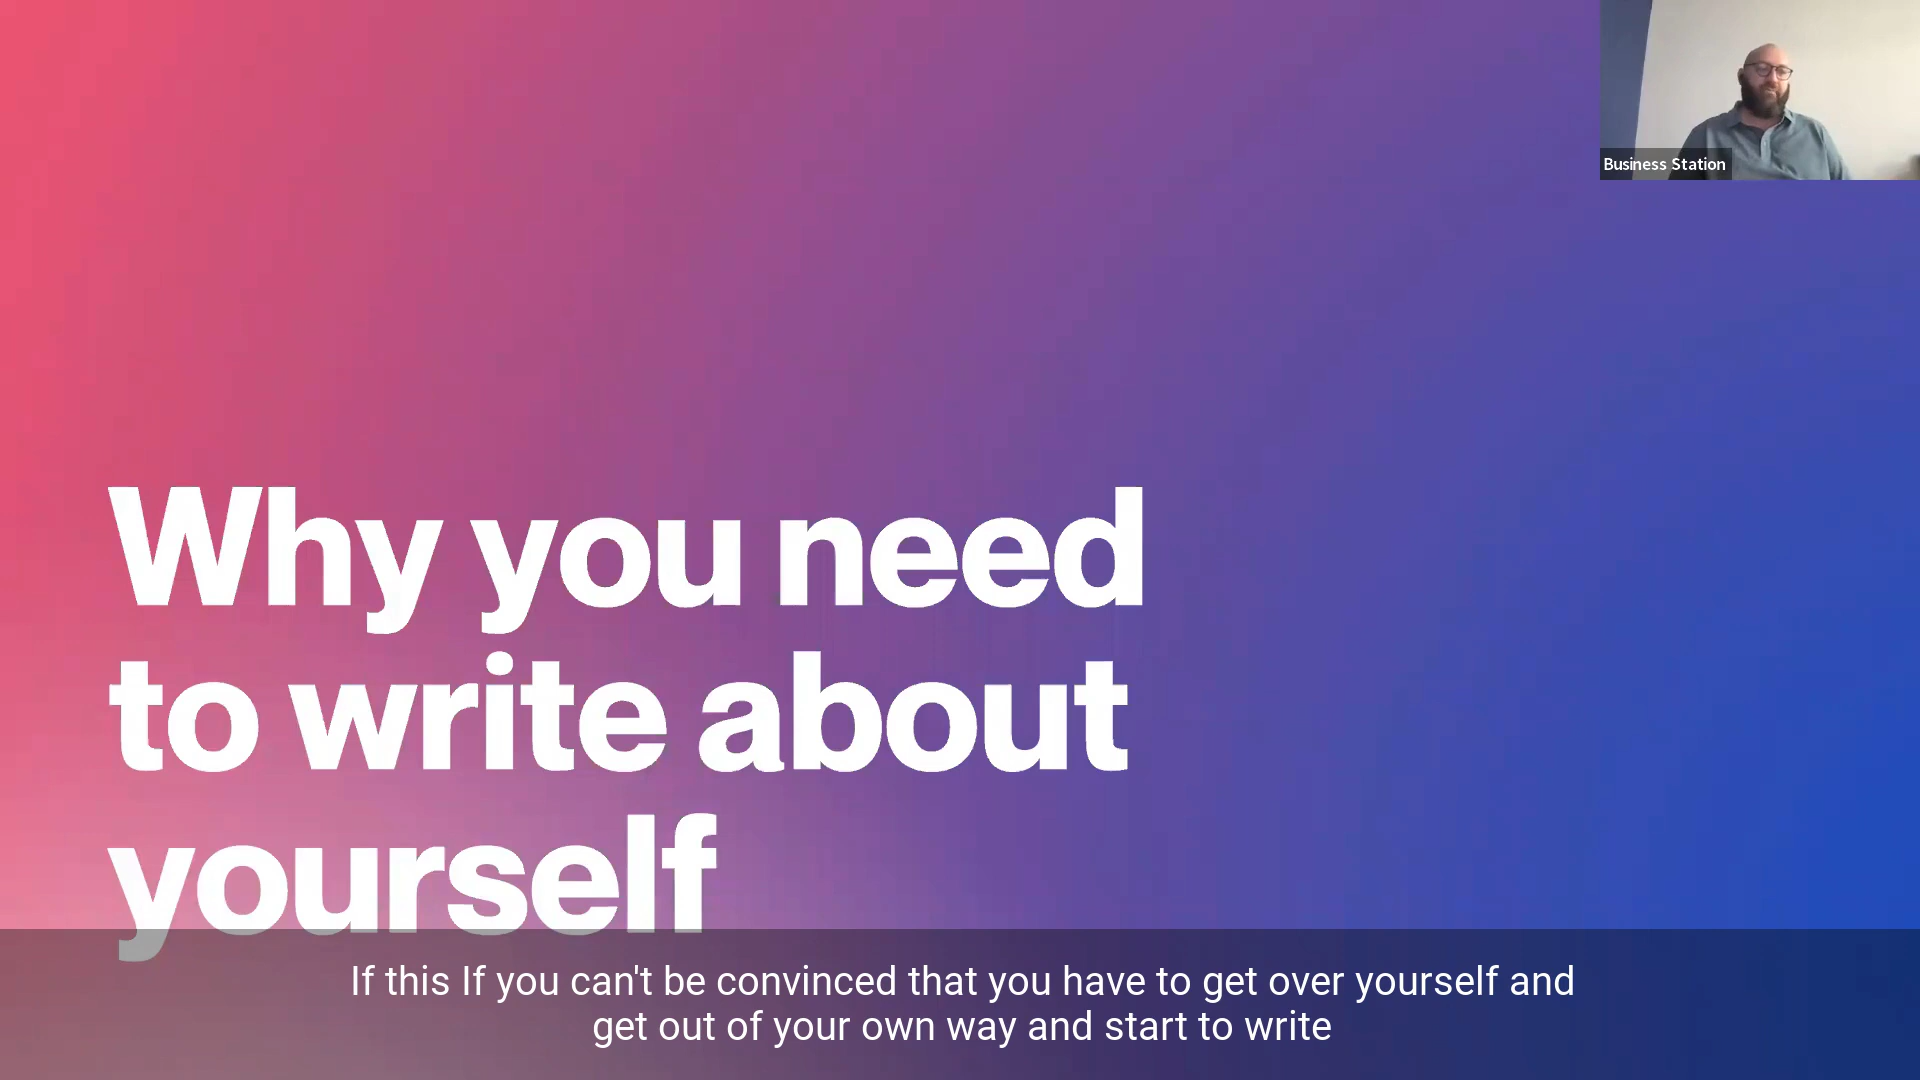 Business Station
Why you need
to write about
yourself
If this If you can't be convinced that you have to get over yourself and
get out of your own way and start to write